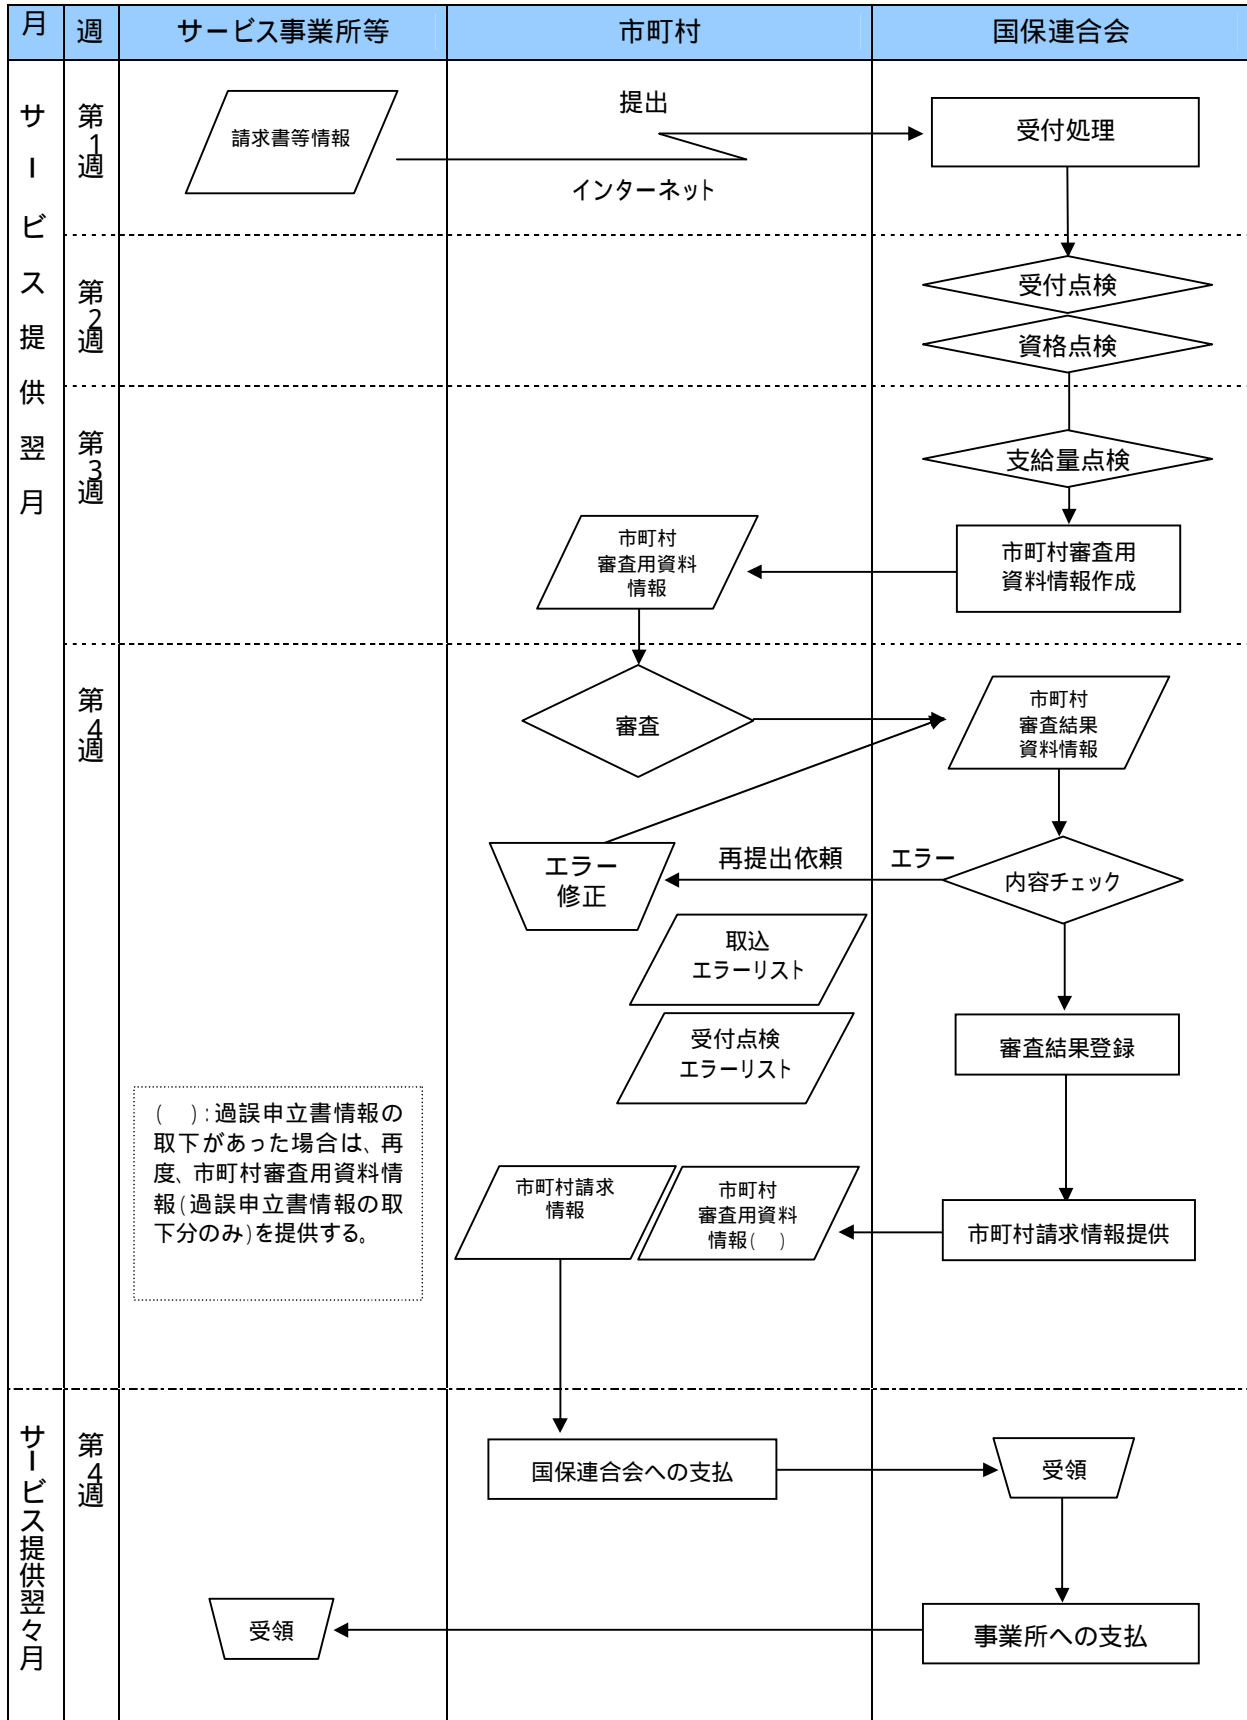 月
週
サービス事業所等
市町村
国保連合会
サービス提供翌月
第1週
請求書等情報
提出
インターネット
受付処理
第2週
受付点検
資格点検
第3週
支給量点検
市町村
審査用資料
情報
市町村審査用
資料情報作成
第4週
審査
市町村
審査結果
資料情報
エラー
修正
再提出依頼
エラー
内容チェック
取込
エラーリスト
受付点検
エラーリスト
審査結果登録
(　):過誤申立書情報の
取下があった場合は、再
度、市町村審査用資料情
報(過誤申立書情報の取
下分のみ)を提供する。
市町村請求
情報
市町村
審査用資料
情報(　)
市町村請求情報提供
サービス提供翌々月
第4週
国保連合会への支払
受領
受領
事業所への支払